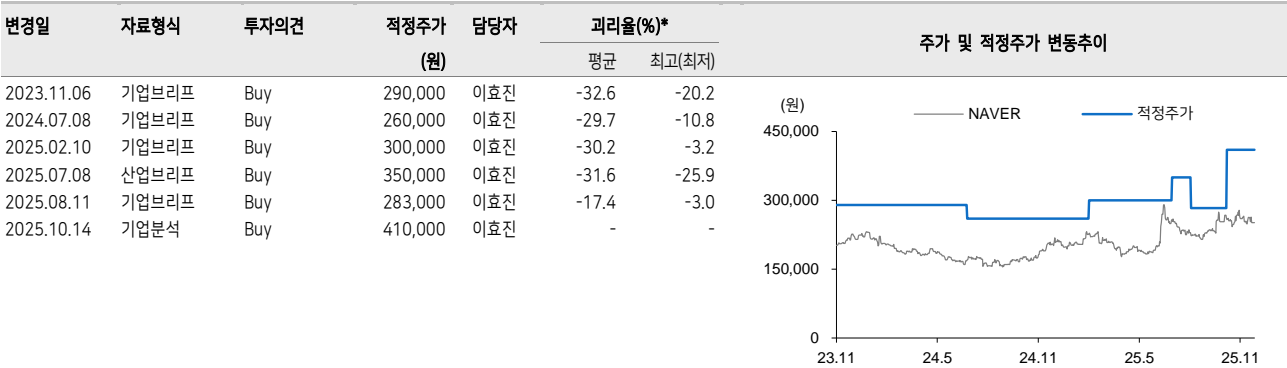 변경일 자료형식 투자의견 적정주가 담당자 괴리율(%)*
(원) 평균 최고(최저)
2023.11.06 기업브리프 Buy 290,000 이효진 -32.6 -20.2
2024.07.08 기업브리프 Buy 260,000 이효진 -29.7 -10.8
2025.02.10 기업브리프 Buy 300,000 이효진 -30.2 -3.2
2025.07.08 산업브리프 Buy 350,000 이효진 -31.6 -25.9
2025.08.11 기업브리프 Buy 283,000 이효진 -17.4 -3.0
2025.10.14 기업분석 Buy 410,000 이효진 - -
주가 및 적정주가 변동추이
(원) NAVER 적정주가
450,000
300,000
150,000
0
23.11 24.5 24.11 25.5 25.11